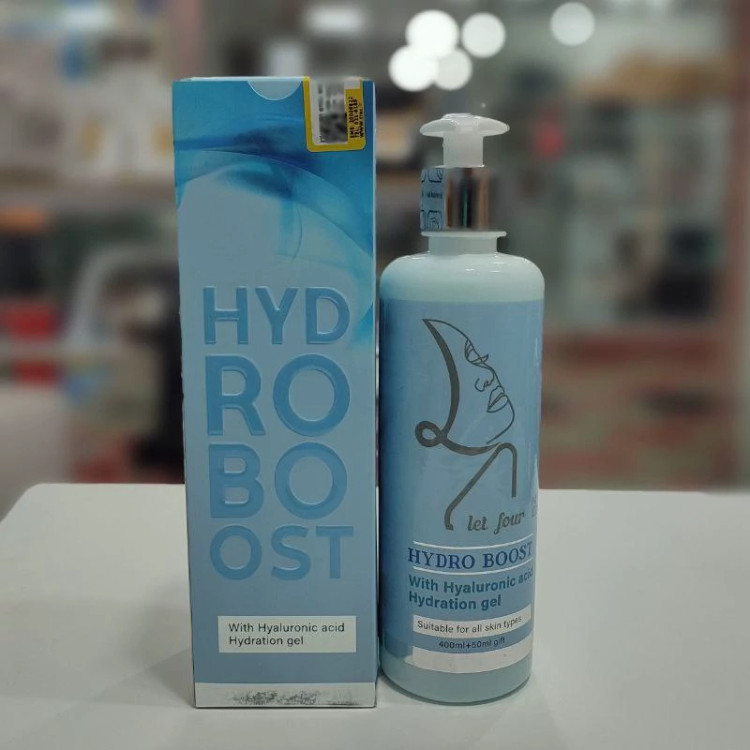 HYD
RO
BO
OST
With Hyaluronic acid
Hydration gel
let four
HYDRO BOOST
With Hyaluronic acid
Hydration gel
Suitable for all skin types
400ml+50ml gift